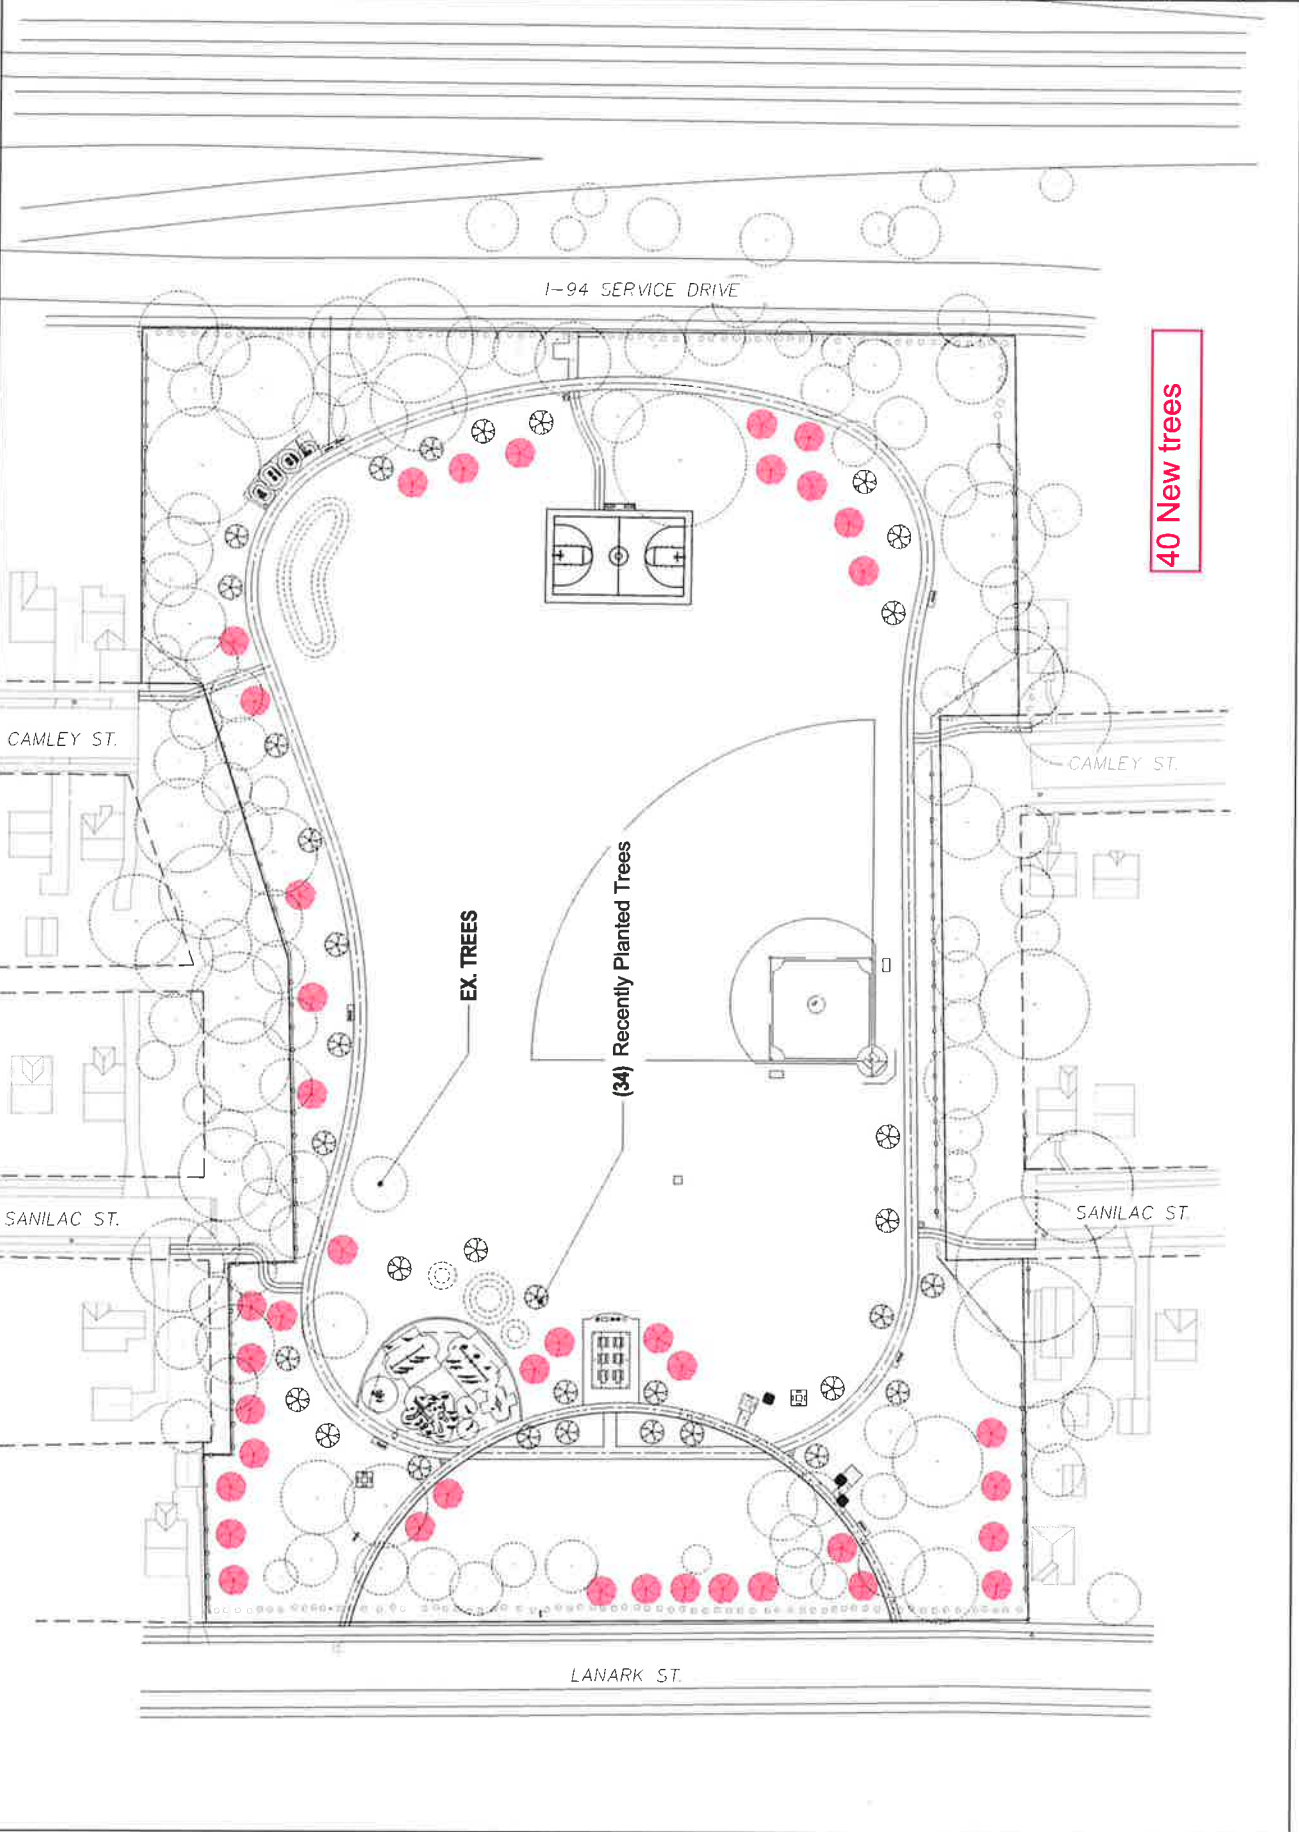 I-94 SERVICE DRIVE
40 New trees
CAMLEY ST.
CAMLEY ST.
EX. TREES
(34) Recently Planted Trees
SANILAC ST.
SANILAC ST.
LANARK ST.